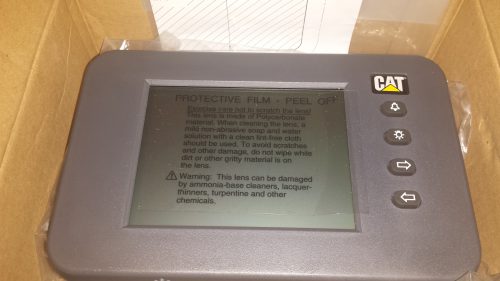 CAT
PROTECTIVE FILM - PEEL OFF
Exercise care not to scratch the lens!
This lens is made of Polycarbonate
material. When cleaning the lens, a
mild non-abrasive soap and water
solution with a clean lint-free cloth
should be used. To avoid scratches
and other damage, do not wipe while
dirt or other gritty material is on
the lens.
Warning: This lens can be damaged
by ammonia-base cleaners, lacquer-
thinners, turpentine and other
chemicals.